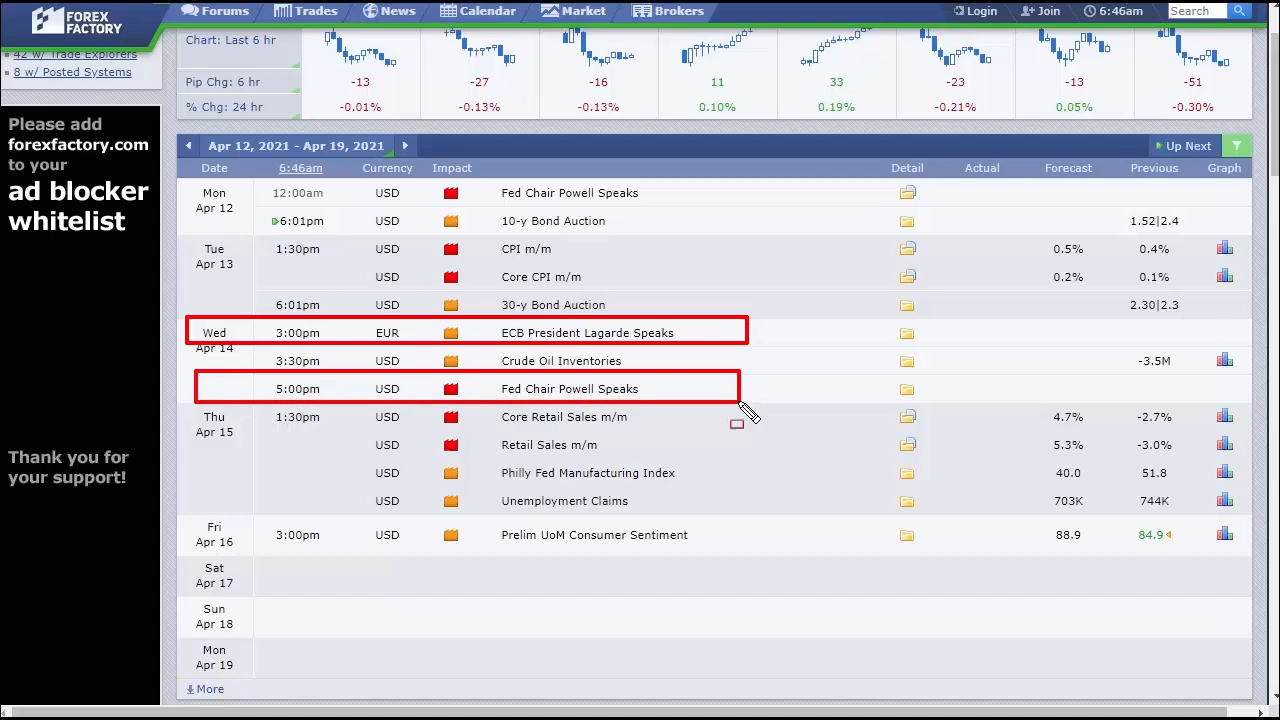 FOREX FACTORY
Forums Trades News Calendar Market Brokers Login Join 6:46am Search
42 w/ Trade Explorers
8 w/ Posted Systems
Please add
forexfactory.com
to your
ad blocker
whitelist
Thank you for
your support!
Chart: Last 6 hr
Pip Chg: 6 hr -13 -27 -16 11 33 -23 -13 -51
% Chg: 24 hr -0.01% -0.13% -0.13% 0.10% 0.19% -0.21% 0.05% -0.30%
Apr 12, 2021 - Apr 19, 2021 Up Next
Date 6:46am Currency Impact Detail Actual Forecast Previous Graph
Mon Apr 12 12:00am USD Fed Chair Powell Speaks
6:01pm USD 10-y Bond Auction 1.52|2.4
Tue Apr 13 1:30pm USD CPI m/m 0.5% 0.4%
USD Core CPI m/m 0.2% 0.1%
6:01pm USD 30-y Bond Auction 2.30|2.3
Wed Apr 14 3:00pm EUR ECB President Lagarde Speaks
3:30pm USD Crude Oil Inventories -3.5M
5:00pm USD Fed Chair Powell Speaks
Thu Apr 15 1:30pm USD Core Retail Sales m/m 4.7% -2.7%
USD Retail Sales m/m 5.3% -3.0%
USD Philly Fed Manufacturing Index 40.0 51.8
USD Unemployment Claims 703K 744K
Fri Apr 16 3:00pm USD Prelim UoM Consumer Sentiment 88.9 84.9
Sat Apr 17
Sun Apr 18
Mon Apr 19
More